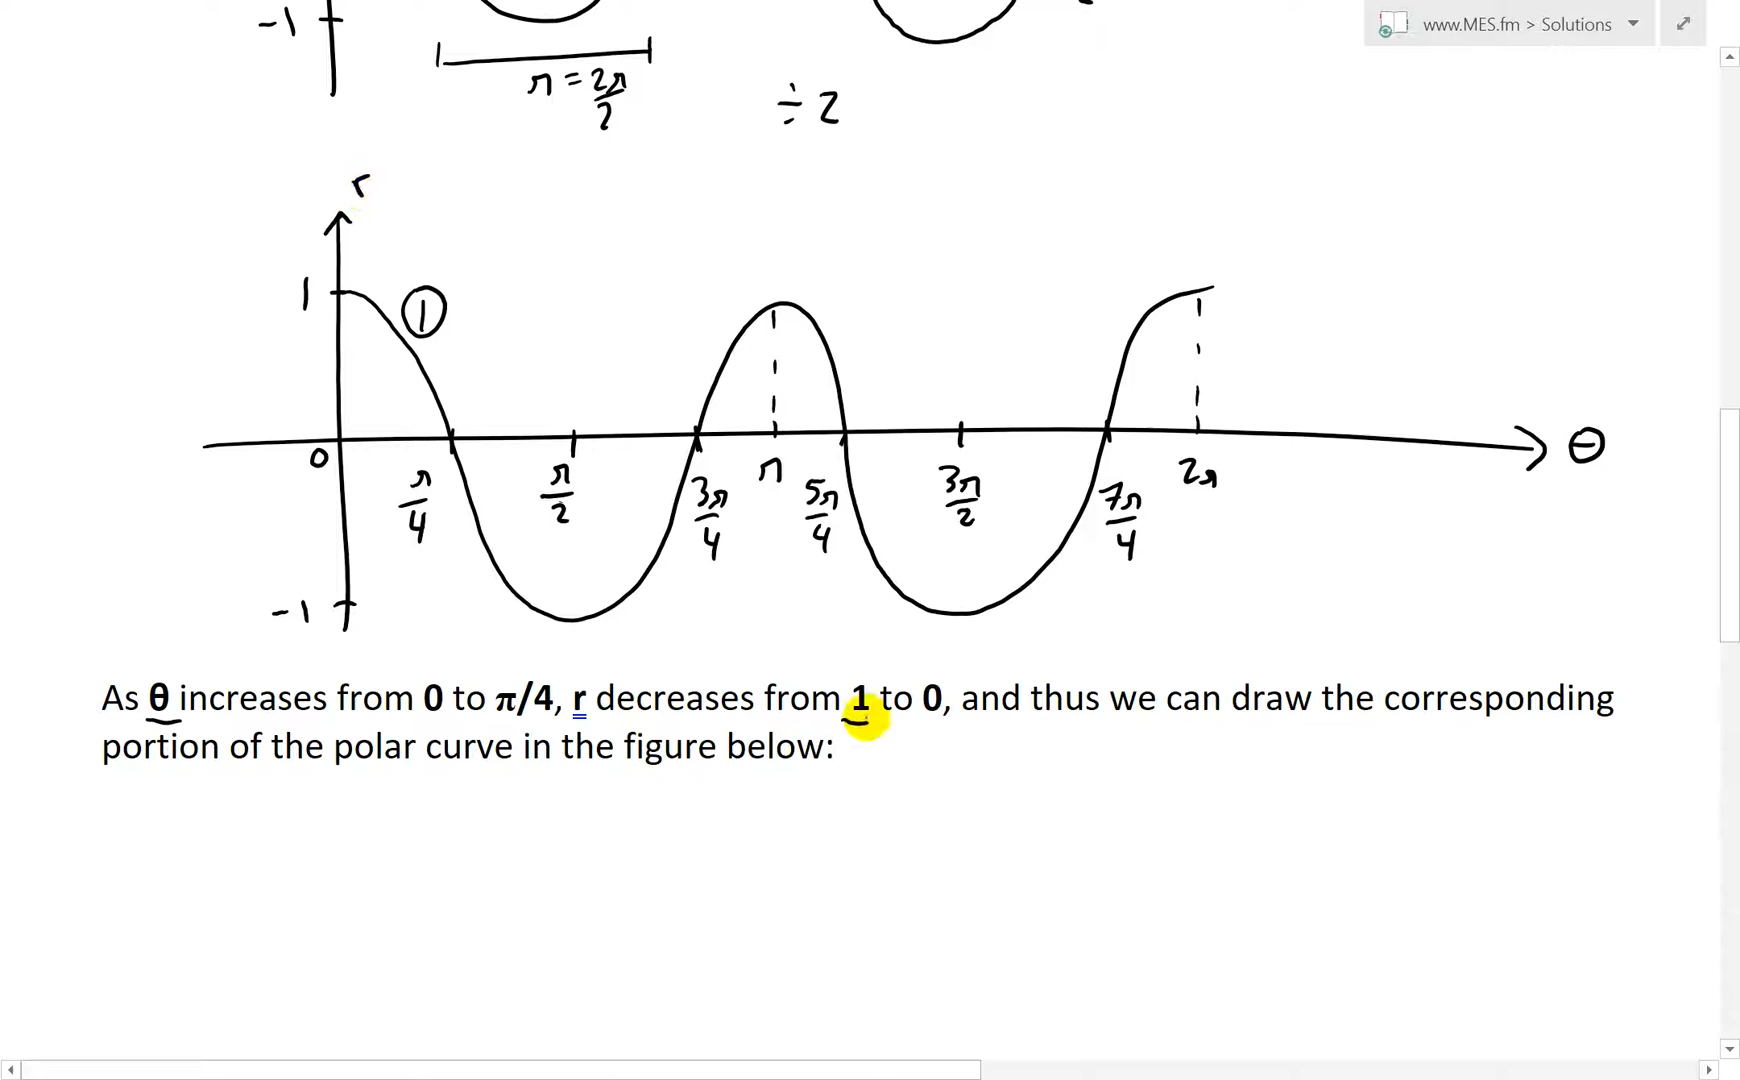 -1
π = 2π/2
÷ 2
www.MES.fm > Solutions
r
1
①
0
π/4
π/2
3π/4
π
5π/4
3π/2
7π/4
2π
θ
-1
As θ increases from 0 to π/4, r decreases from 1 to 0, and thus we can draw the corresponding
portion of the polar curve in the figure below: